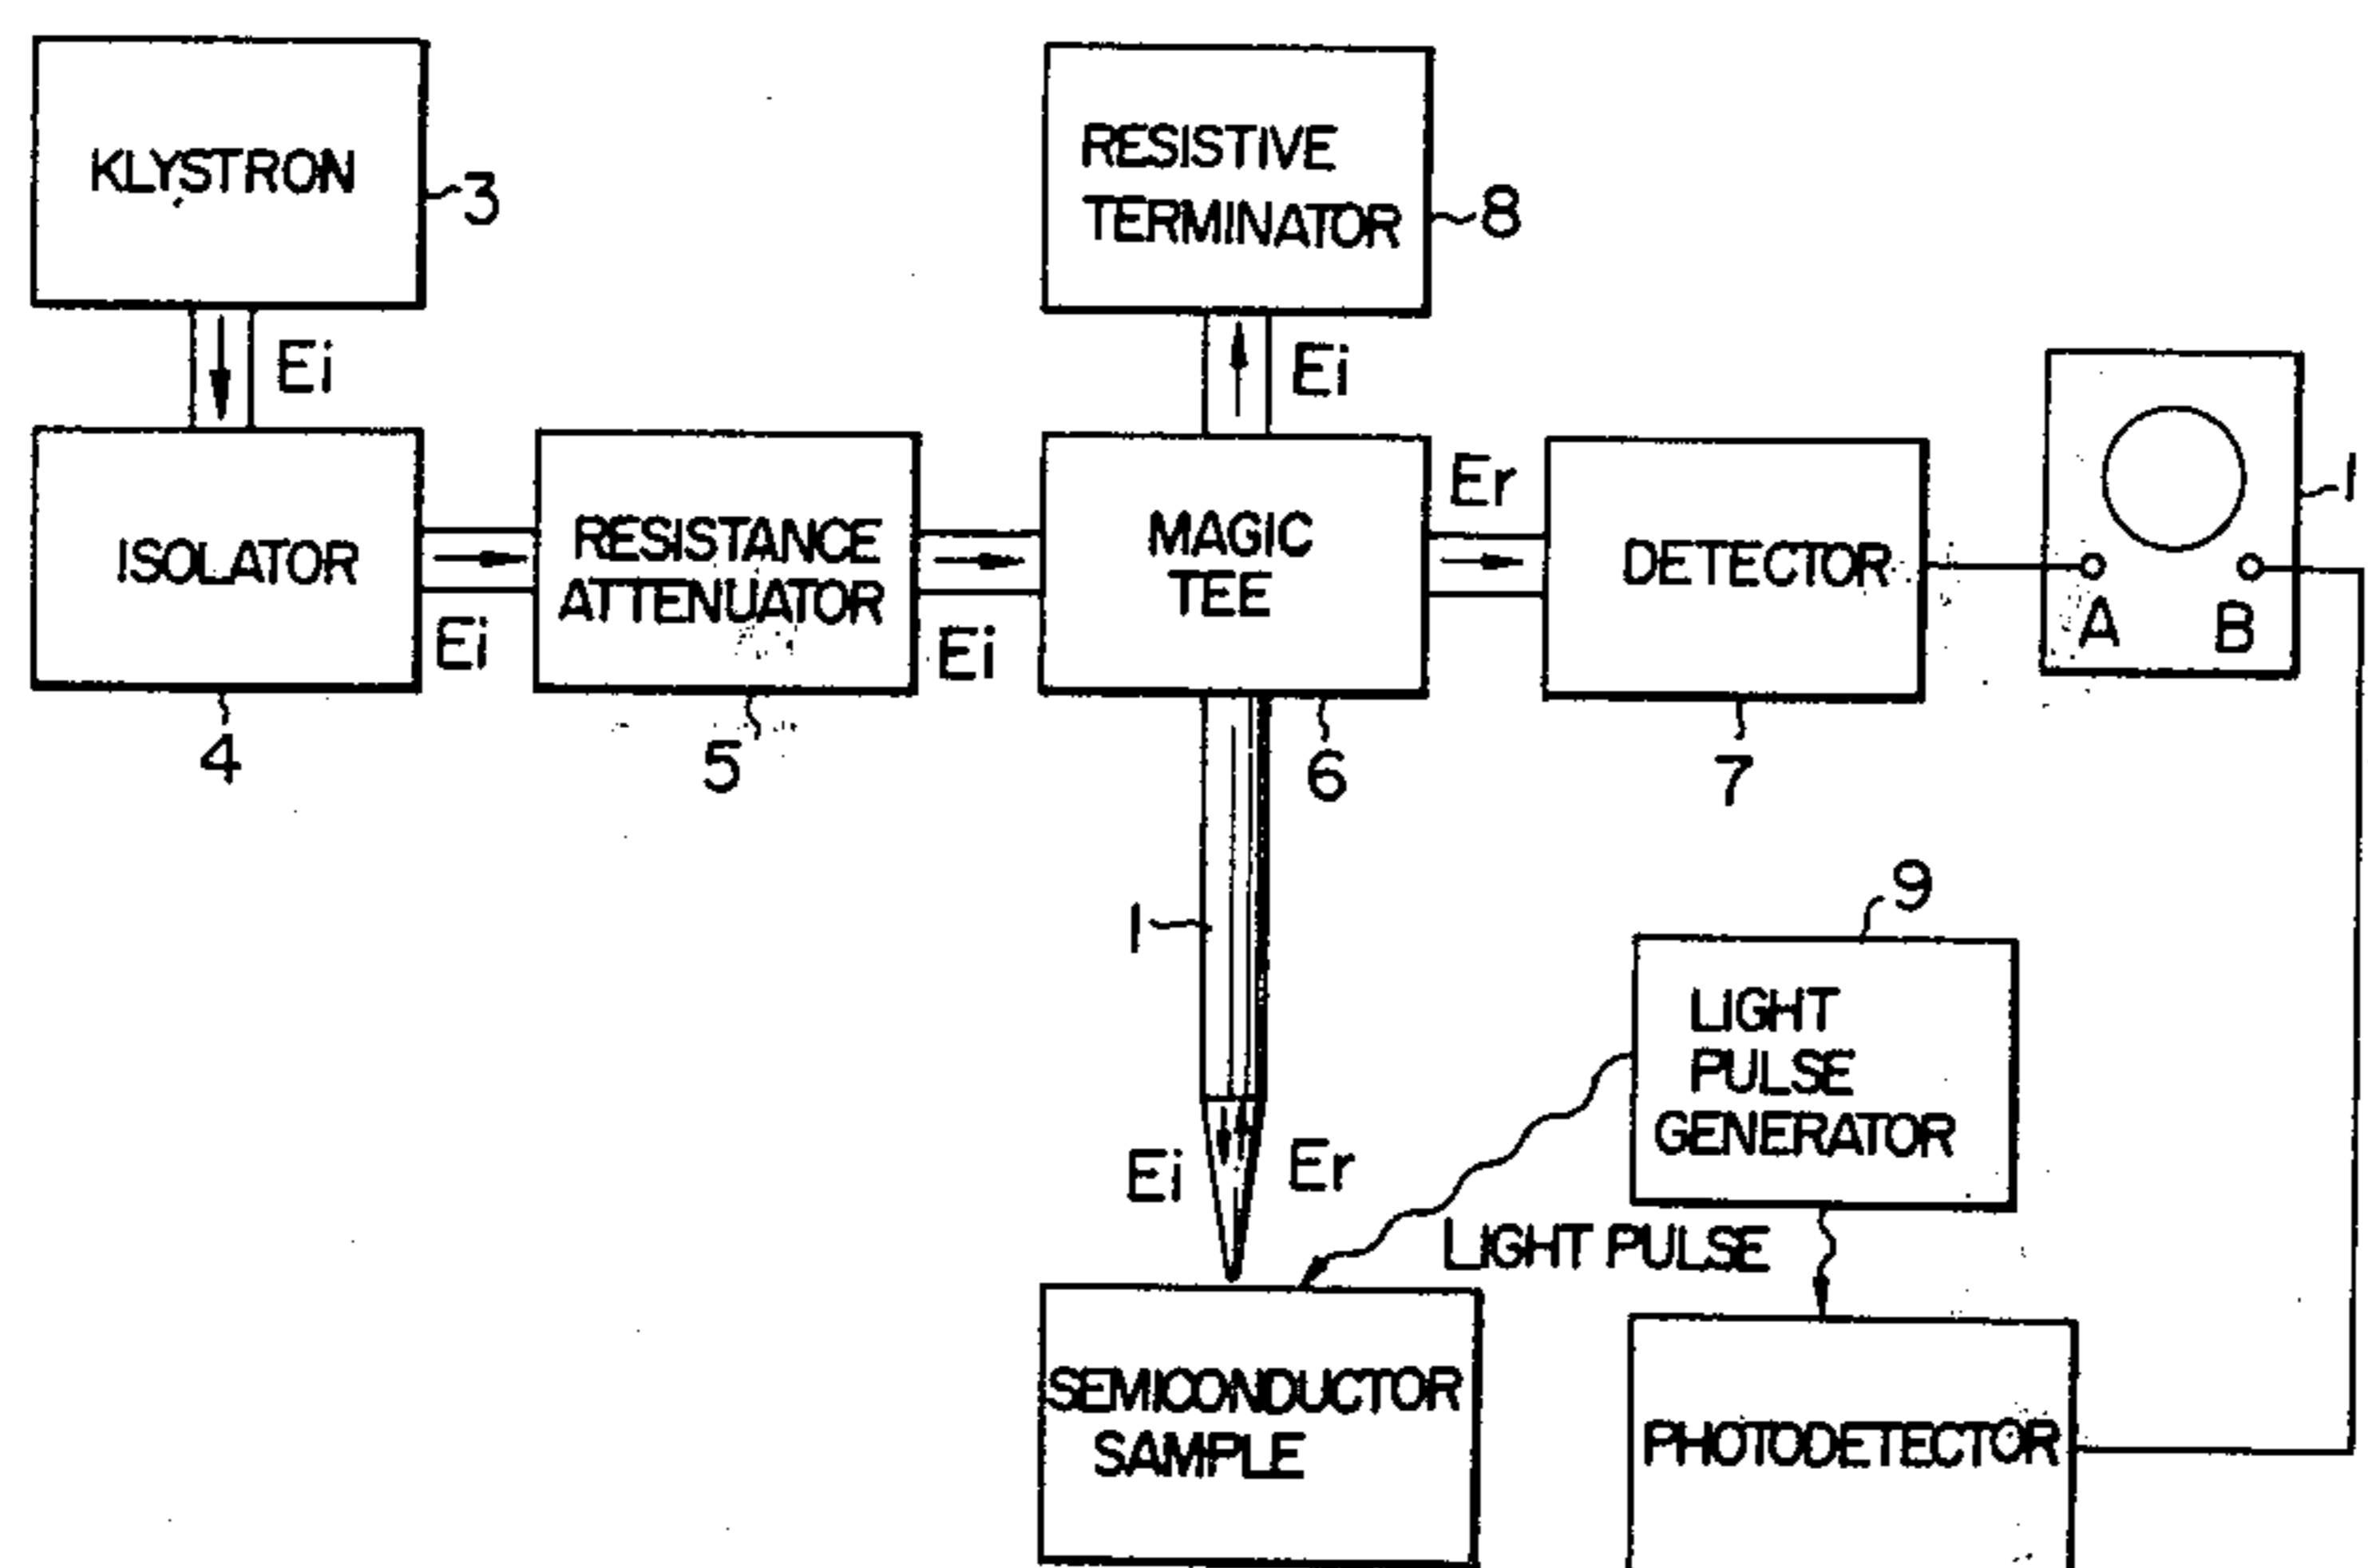 KLYSTRON
3
RESISTIVE
TERMINATOR
8
Ei
Ei
ISOLATOR
4
Ei
RESISTANCE
ATTENUATOR
5
Ei
MAGIC
TEE
6
Er
DETECTOR
7
A
B
1
1
9
LIGHT
PULSE
GENERATOR
Ei
Er
LIGHT PULSE
SEMICONDUCTOR
SAMPLE
PHOTODETECTOR